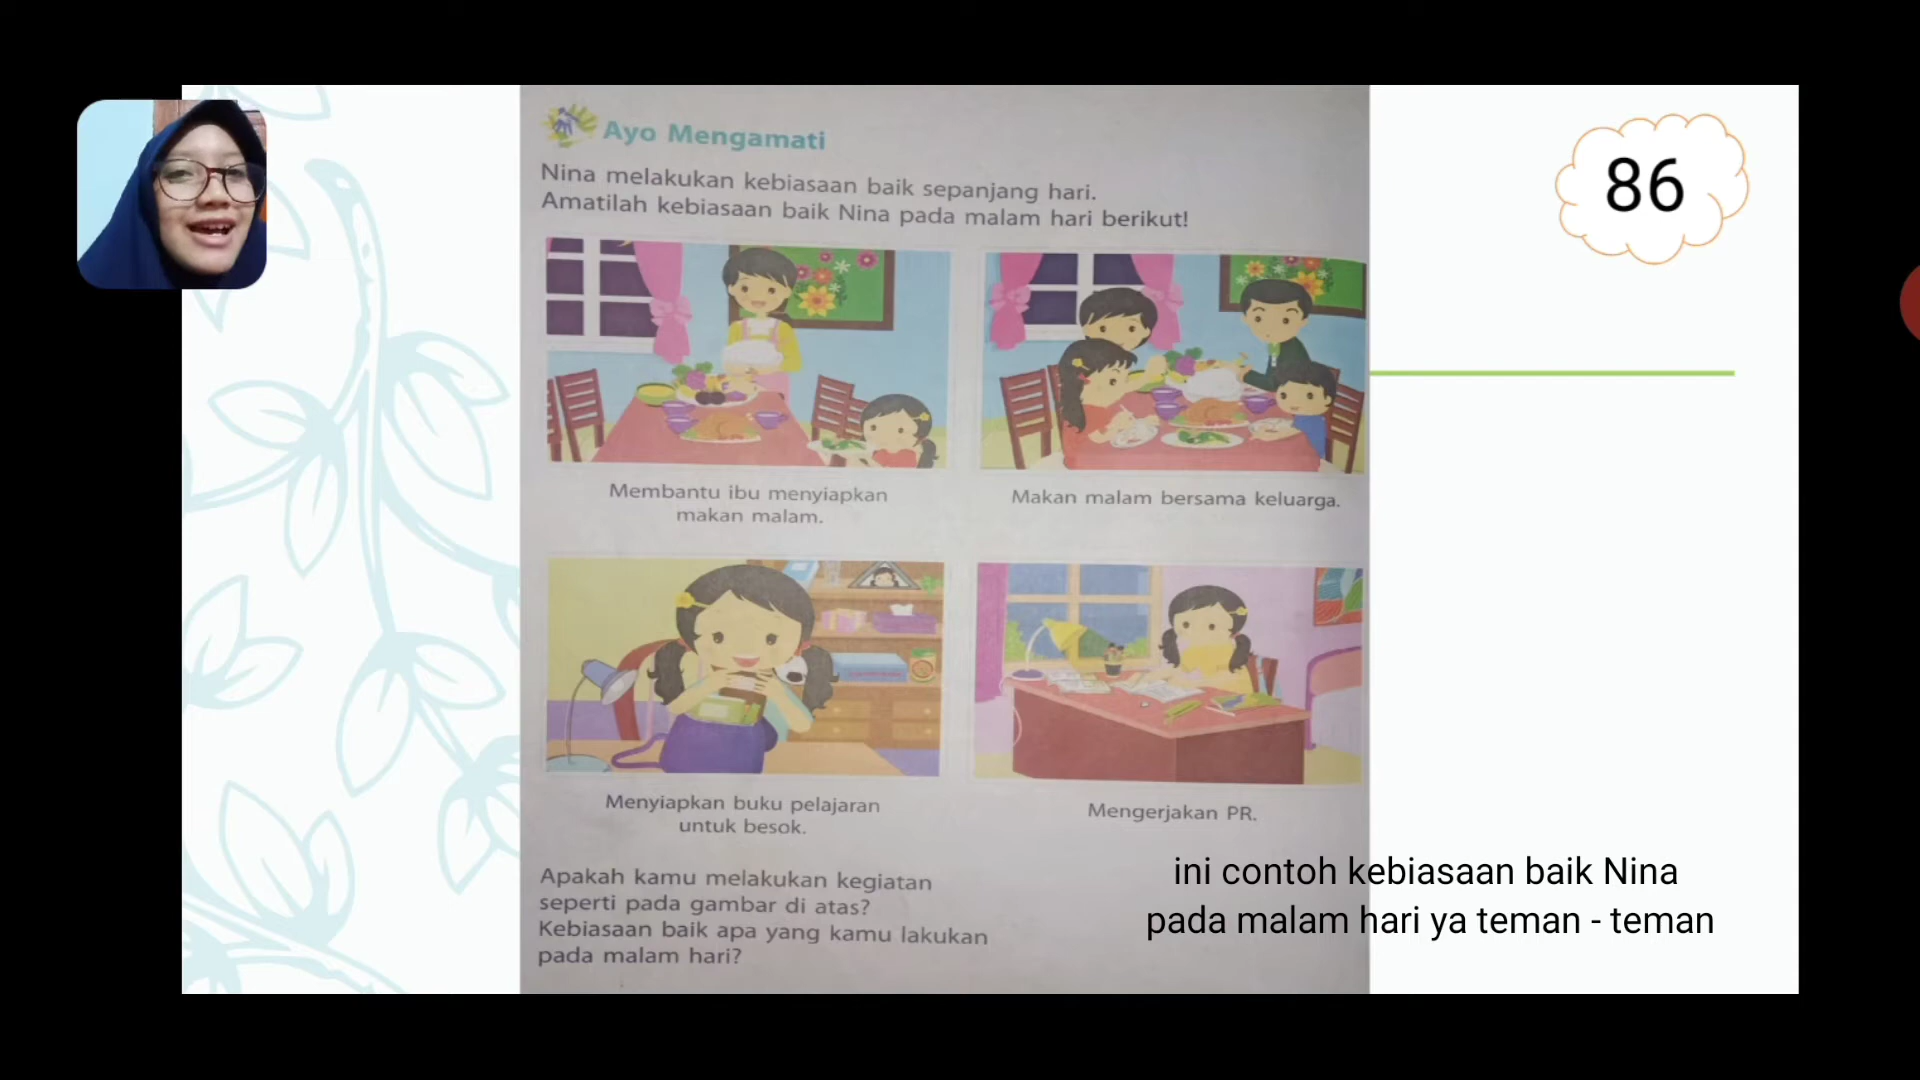 Ayo Mengamati
Nina melakukan kebiasaan baik sepanjang hari.
Amatilah kebiasaan baik Nina pada malam hari berikut!
Membantu ibu menyiapkan
makan malam.
Makan malam bersama keluarga.
Menyiapkan buku pelajaran
untuk besok.
Mengerjakan PR.
Apakah kamu melakukan kegiatan
seperti pada gambar di atas?
Kebiasaan baik apa yang kamu lakukan
pada malam hari?
86
ini contoh kebiasaan baik Nina
pada malam hari ya teman - teman